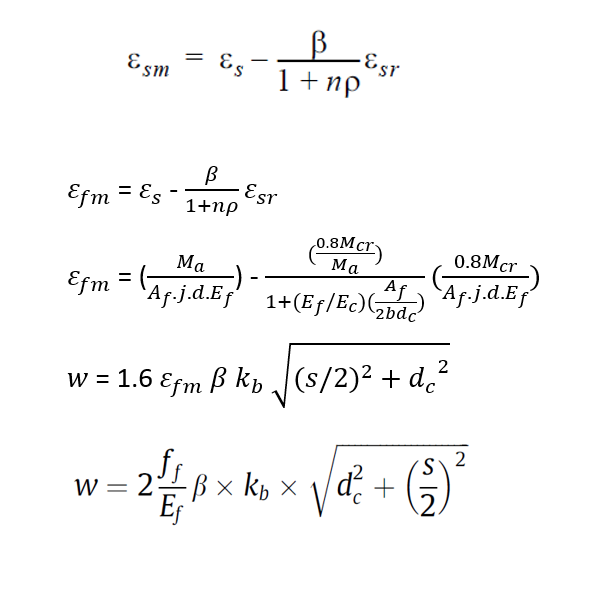 ε_sm = ε_s − β/(1 + nρ) ε_sr
ε_fm = ε_s - β/(1+nρ) ε_sr
ε_fm = (M_a/(A_f.j.d.E_f)) - ((0.8M_cr/M_a)/(1+(E_f/E_c)(A_f/(2bd_c)))) (0.8M_cr/(A_f.j.d.E_f))
w = 1.6 ε_fm β k_b √((s/2)² + d_c²)
w = 2 (f_f/E_f) β × k_b × √(d_c² + (s/2)²)